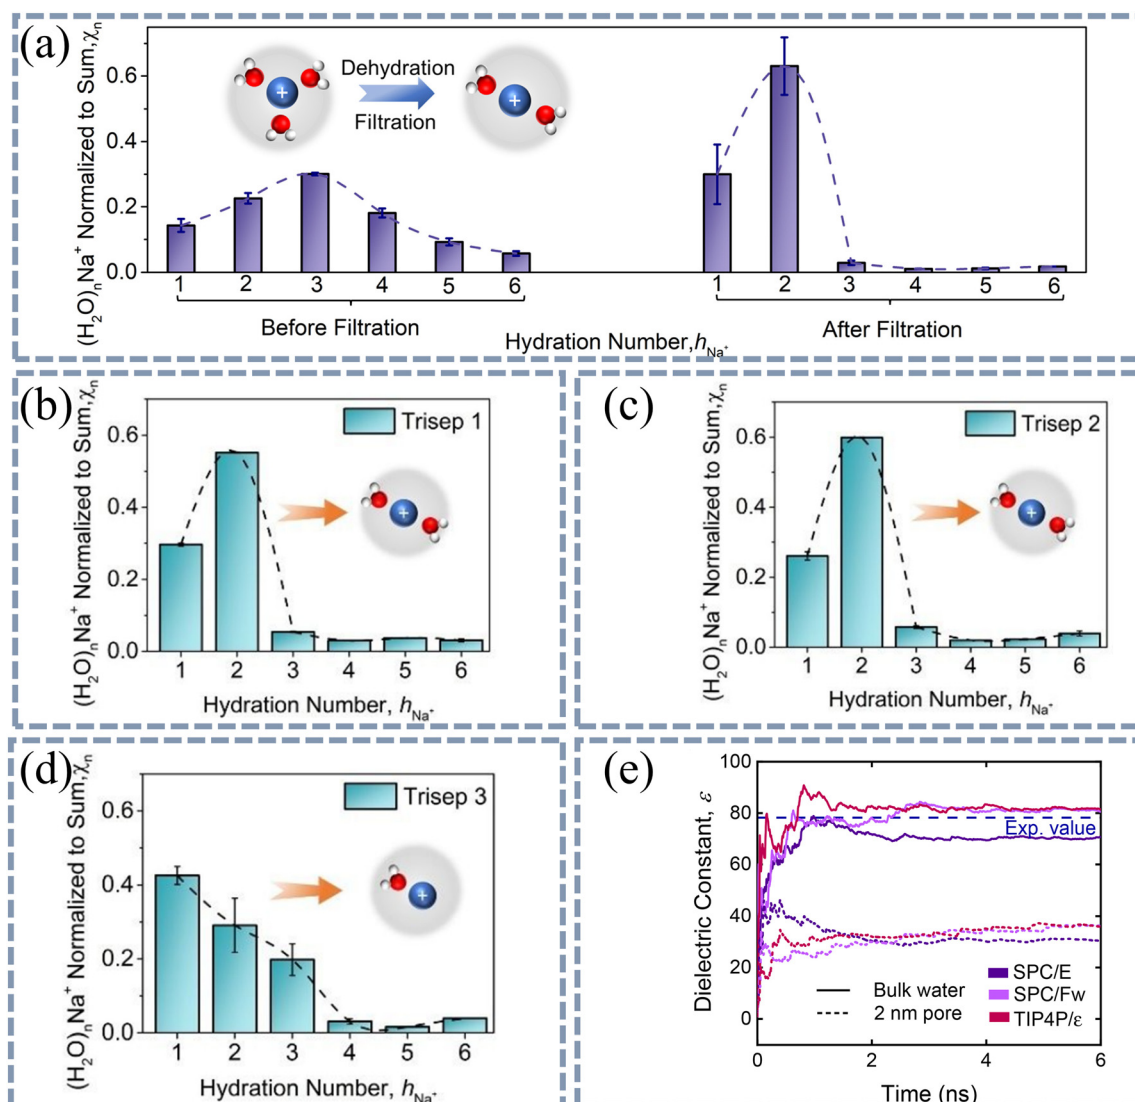 (a)
(H₂O)ₙNa⁺ Normalized to Sum,χₙ
0.6
0.4
0.2
0.0
Dehydration
Filtration
+
+
1 2 3 4 5 6
1 2 3 4 5 6
Before Filtration
After Filtration
Hydration Number,h Na⁺
(b)
(H₂O)ₙNa⁺ Normalized to Sum,χₙ
0.6
0.4
0.2
0.0
Trisep 1
+
1 2 3 4 5 6
Hydration Number, h Na⁺
(c)
(H₂O)ₙNa⁺ Normalized to Sum,χₙ
0.6
0.4
0.2
0.0
Trisep 2
+
1 2 3 4 5 6
Hydration Number, h Na⁺
(d)
(H₂O)ₙNa⁺ Normalized to Sum,χₙ
0.6
0.4
0.2
0.0
Trisep 3
+
1 2 3 4 5 6
Hydration Number, h Na⁺
(e)
Dielectric Constant, ε
100
80
60
40
20
0
Exp. value
Bulk water
2 nm pore
SPC/E
SPC/Fw
TIP4P/ε
0 2 4 6
Time (ns)